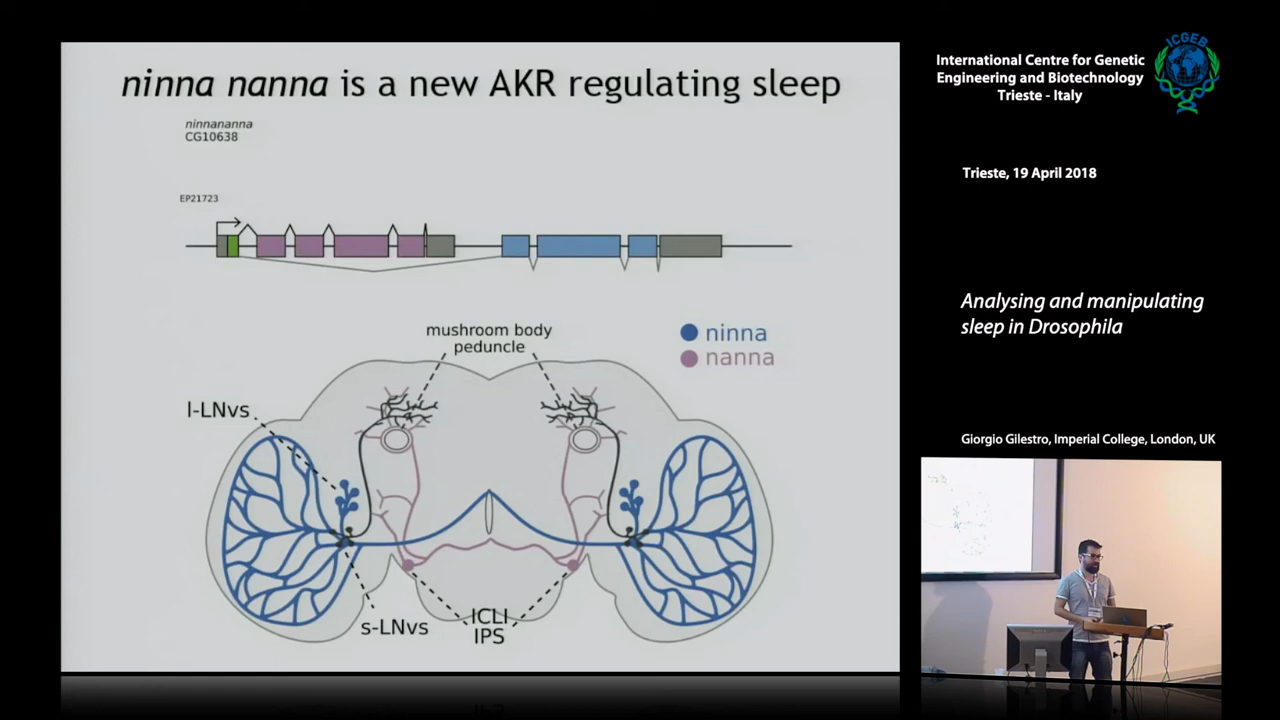 ninna nanna is a new AKR regulating sleep
ninnananna
CG10638
EP21723
mushroom body
peduncle
ninna
nanna
l-LNvs
s-LNvs
ICLI
IPS
ICGEB
International Centre for Genetic
Engineering and Biotechnology
Trieste - Italy
Trieste, 19 April 2018
Analysing and manipulating
sleep in Drosophila
Giorgio Gilestro, Imperial College, London, UK